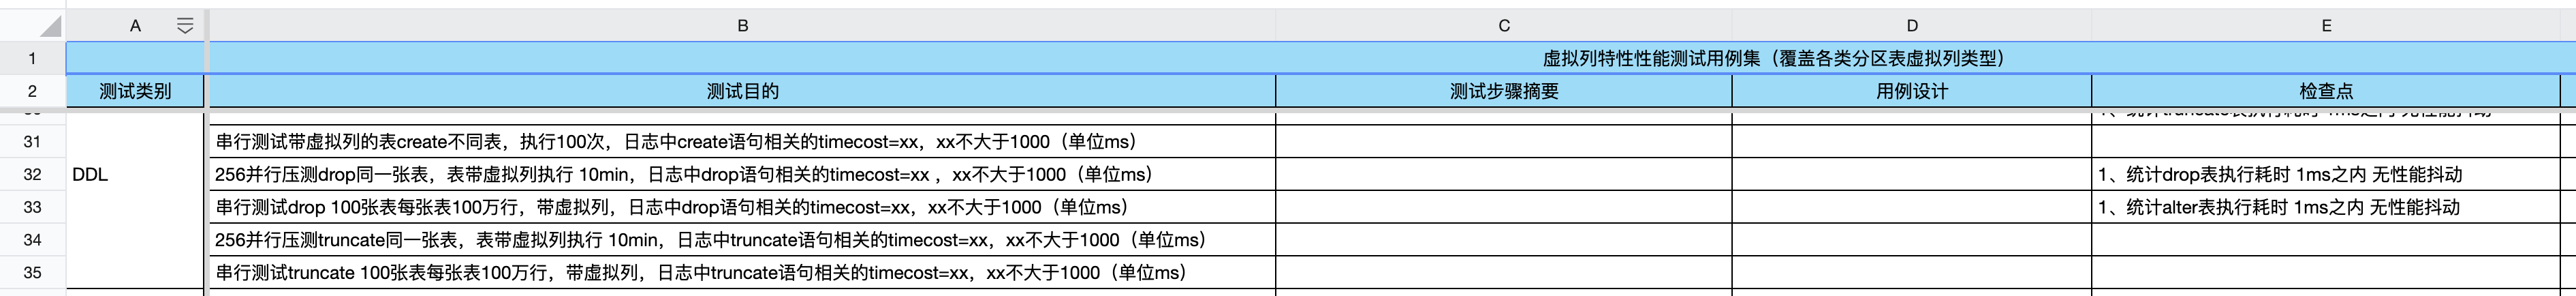 A B C D E
1 虚拟列特性性能测试用例集（覆盖各类分区表虚拟列类型）
2 测试类别 测试目的 测试步骤摘要 用例设计 检查点
31 串行测试带虚拟列的表create不同表，执行100次，日志中create语句相关的timecost=xx，xx不大于1000（单位ms）
32 DDL 256并行压测drop同一张表，表带虚拟列执行 10min，日志中drop语句相关的timecost=xx ，xx不大于1000（单位ms） 1、统计drop表执行耗时 1ms之内 无性能抖动
33 串行测试drop 100张表每张表100万行，带虚拟列，日志中drop语句相关的timecost=xx，xx不大于1000（单位ms） 1、统计alter表执行耗时 1ms之内 无性能抖动
34 256并行压测truncate同一张表，表带虚拟列执行 10min，日志中truncate语句相关的timecost=xx，xx不大于1000（单位ms）
35 串行测试truncate 100张表每张表100万行，带虚拟列，日志中truncate语句相关的timecost=xx，xx不大于1000（单位ms）